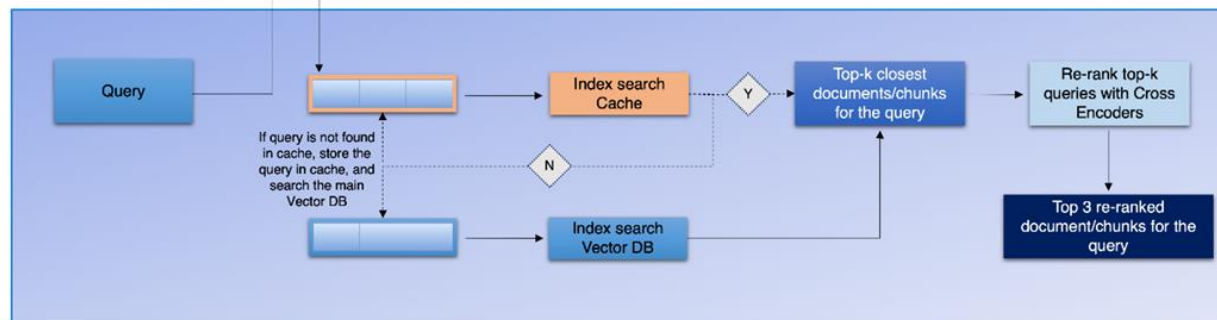 Query
Index search
Cache
Y
Top-k closest
documents/chunks
for the query
Re-rank top-k
queries with Cross
Encoders
If query is not found
in cache, store the
query in cache, and
search the main
Vector DB
N
Index search
Vector DB
Top 3 re-ranked
document/chunks for the
query